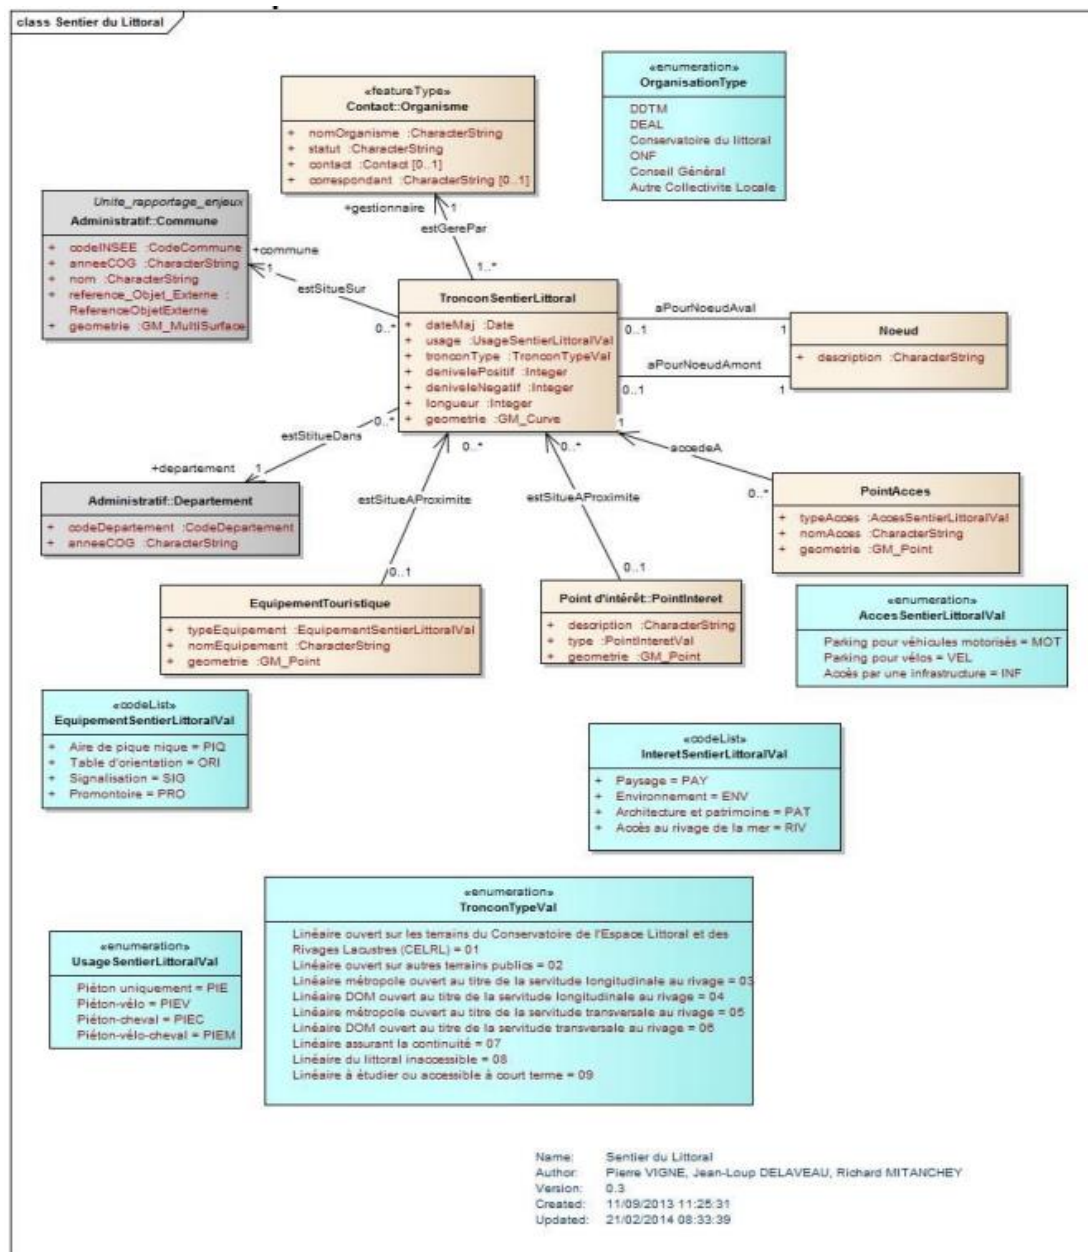 class Sentier du Littoral
«featureType»
Contact::Organisme
+ nomOrganisme :CharacterString
+ statut :CharacterString
+ contact :Contact [0..1]
+ correspondant :CharacterString [0..1]
«enumeration»
OrganisationType
DDTM
DEAL
Conservatoire du littoral
ONF
Conseil Général
Autre Collectivite Locale
Unite_rapportage_enjeux
Administratif::Commune
+ codeINSEE :CodeCommune
+ anneeCOG :CharacterString
+ nom :CharacterString
+ reference_Objet_Externe :
ReferenceObjetExterne
+ geometrie :GM_MultiSurface
+gestionnaire
1
estGerePar
1..*
+commune
1
estSitueSur
0..*
TronconSentierLittoral
+ dateMaj :Date
+ usage :UsageSentierLittoralVal
+ tronconType :TronconTypeVal
+ denivelePositif :Integer
+ deniveleNegatif :Integer
+ longueur :Integer
+ geometrie :GM_Curve
aPourNoeudAval
0..1
1
aPourNoeudAmont
0..1
1
Noeud
+ description :CharacterString
0..*
estStitueDans
+departement
1
Administratif::Departement
+ codeDepartement :CodeDepartement
+ anneeCOG :CharacterString
0..*
estSitueAProximite
0..1
0..*
estSitueAProximite
0..1
1
accedeA
0..*
PointAcces
+ typeAcces :AccesSentierLittoralVal
+ nomAcces :CharacterString
+ geometrie :GM_Point
EquipementTouristique
+ typeEquipement :EquipementSentierLittoralVal
+ nomEquipement :CharacterString
+ geometrie :GM_Point
Point d'intérêt::PointInteret
+ description :CharacterString
+ type :PointInteretVal
+ geometrie :GM_Point
«enumeration»
AccesSentierLittoralVal
Parking pour véhicules motorisés = MOT
Parking pour vélos = VEL
Accès par une infrastructure = INF
«codeList»
EquipementSentierLittoralVal
+ Aire de pique nique = PIQ
+ Table d'orientation = ORI
+ Signalisation = SIG
+ Promontoire = PRO
«codeList»
InteretSentierLittoralVal
+ Paysage = PAY
+ Environnement = ENV
+ Architecture et patrimoine = PAT
+ Accès au rivage de la mer = RIV
«enumeration»
TronconTypeVal
Linéaire ouvert sur les terrains du Conservatoire de l'Espace Littoral et des
Rivages Lacustres (CELRL) = 01
Linéaire ouvert sur autres terrains publics = 02
Linéaire métropole ouvert au titre de la servitude longitudinale au rivage = 03
Linéaire DOM ouvert au titre de la servitude longitudinale au rivage = 04
Linéaire métropole ouvert au titre de la servitude transversale au rivage = 05
Linéaire DOM ouvert au titre de la servitude transversale au rivage = 06
Linéaire assurant la continuité = 07
Linéaire du littoral inaccessible = 08
Linéaire à étudier ou accessible à court terme = 09
«enumeration»
UsageSentierLittoralVal
Piéton uniquement = PIE
Piéton-vélo = PIEV
Piéton-cheval = PIEC
Piéton-vélo-cheval = PIEM
Name: Sentier du Littoral
Author: Pierre VIGNE, Jean-Loup DELAVEAU, Richard MITANCHEY
Version: 0.3
Created: 11/09/2013 11:25:31
Updated: 21/02/2014 08:33:39